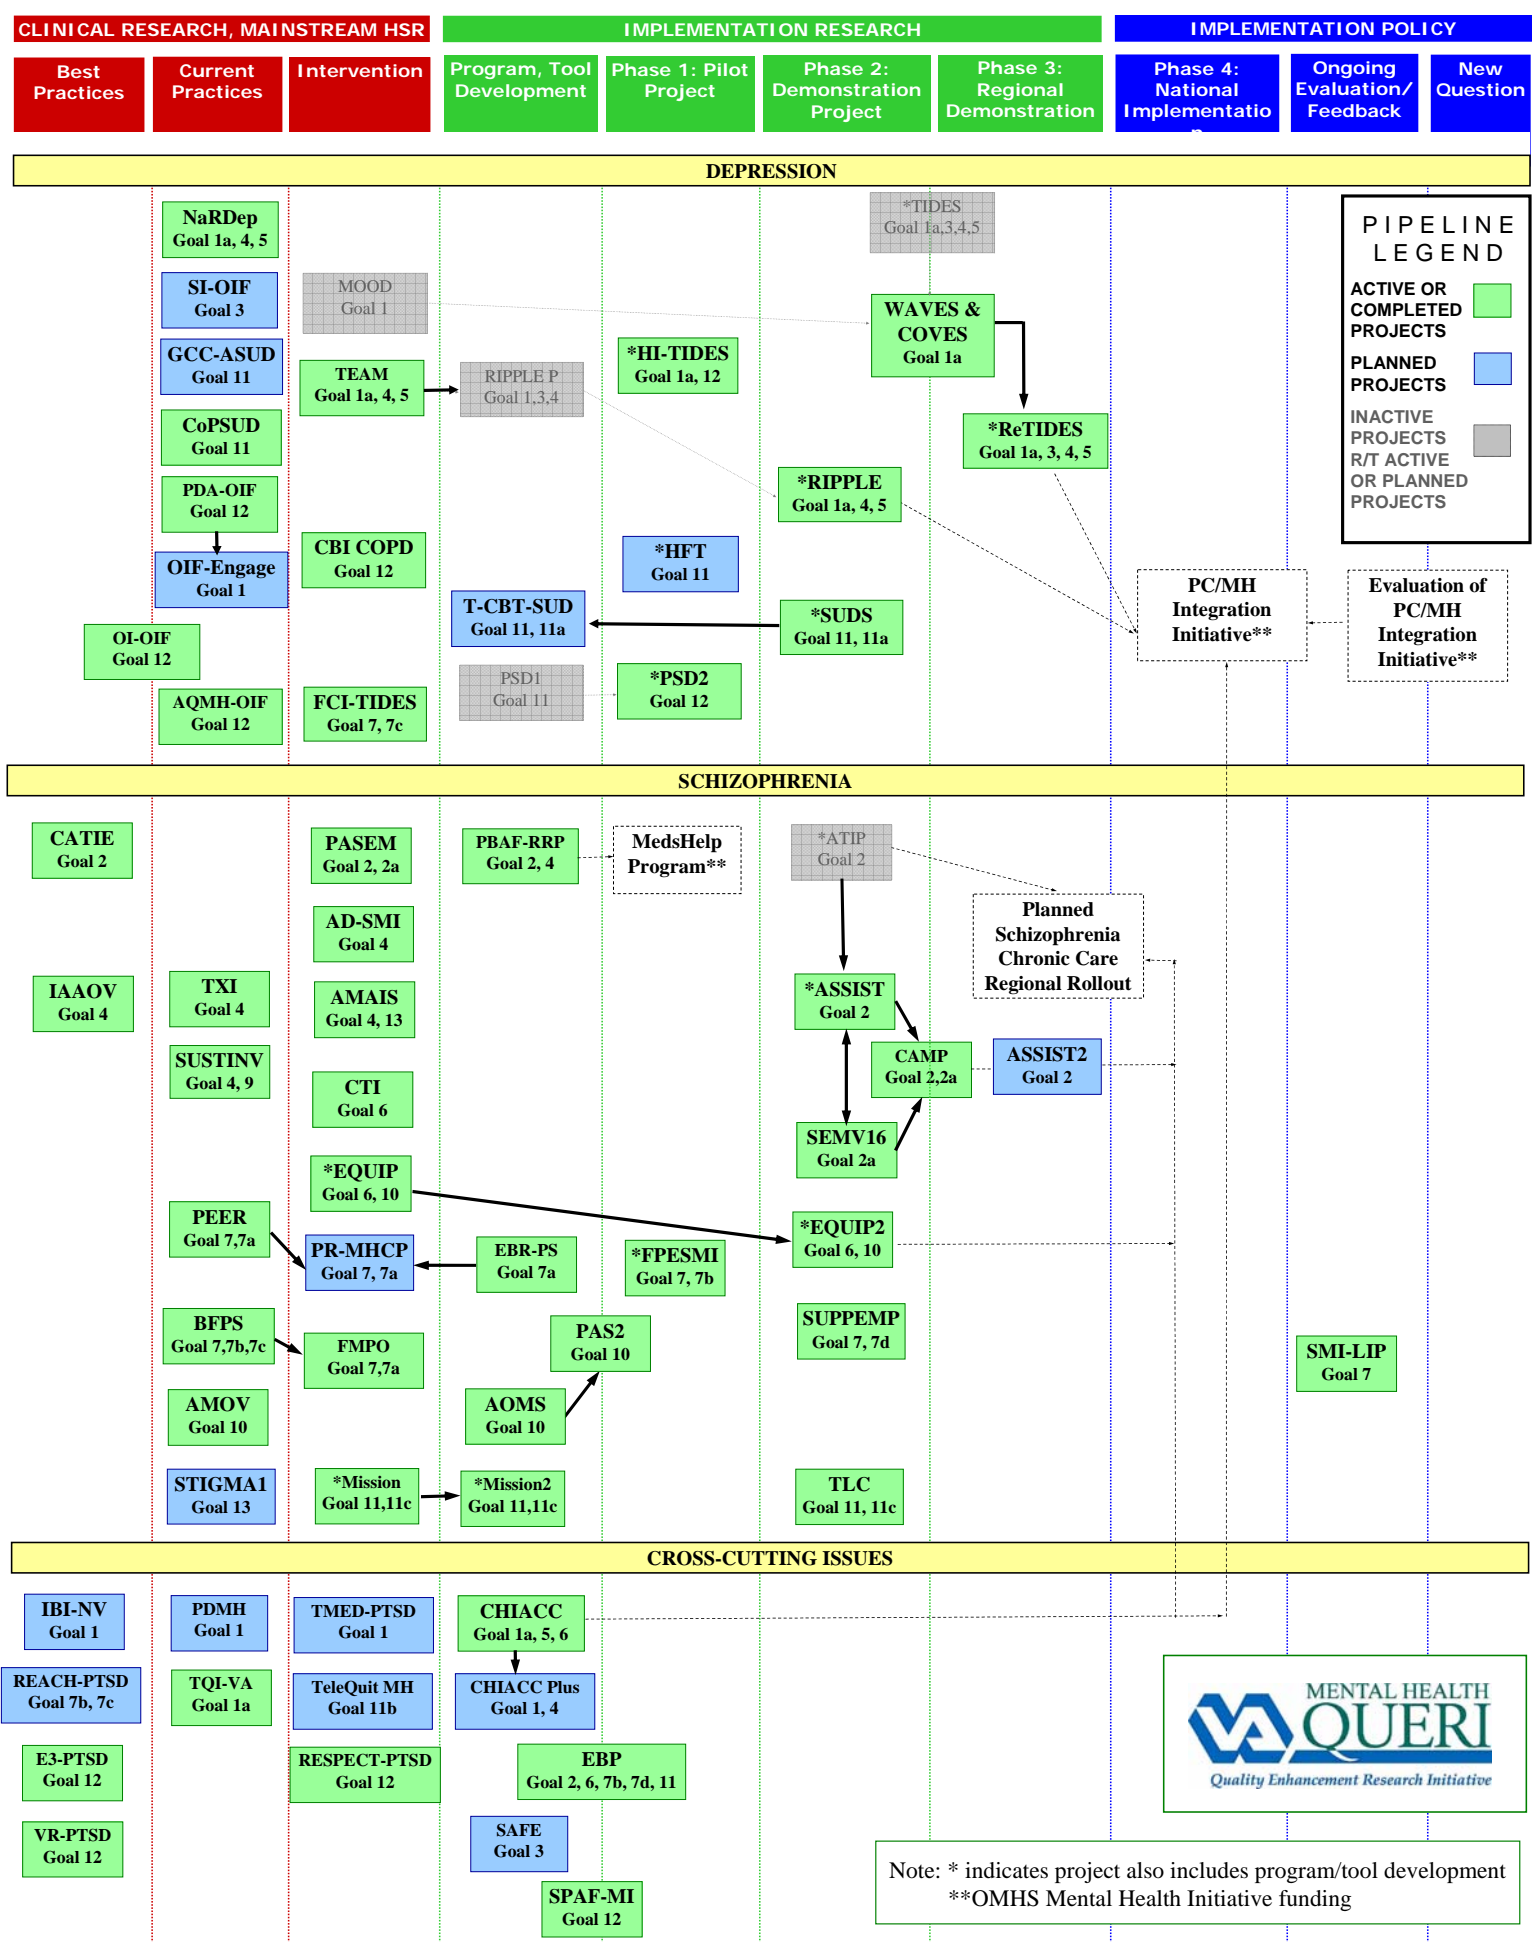 CLINICAL RESEARCH, MAINSTREAM HSR
IMPLEMENTATION RESEARCH
IMPLEMENTATION POLICY
Best
Practices
Current
Practices
Intervention
Program, Tool
Development
Phase 1: Pilot
Project
Phase 2:
Demonstration
Project
Phase 3:
Regional
Demonstration
Phase 4:
National
Implementatio
n
Ongoing
Evaluation/
Feedback
New
Question
DEPRESSION
NaRDep
Goal 1a, 4, 5
SI-OIF
Goal 3
GCC-ASUD
Goal 11
CoPSUD
Goal 11
PDA-OIF
Goal 12
OIF-Engage
Goal 1
OI-OIF
Goal 12
AQMH-OIF
Goal 12
MOOD
Goal 1
TEAM
Goal 1a, 4, 5
CBI COPD
Goal 12
FCI-TIDES
Goal 7, 7c
RIPPLE P
Goal 1,3,4
T-CBT-SUD
Goal 11, 11a
PSD1
Goal 11
*HI-TIDES
Goal 1a, 12
*HFT
Goal 11
*PSD2
Goal 12
*TIDES
Goal 1a,3,4,5
WAVES &
COVES
Goal 1a
*RIPPLE
Goal 1a, 4, 5
*SUDS
Goal 11, 11a
*ReTIDES
Goal 1a, 3, 4, 5
PC/MH
Integration
Initiative**
Evaluation of
PC/MH
Integration
Initiative**
PIPELINE
LEGEND
ACTIVE OR
COMPLETED
PROJECTS
PLANNED
PROJECTS
INACTIVE
PROJECTS
R/T ACTIVE
OR PLANNED
PROJECTS
SCHIZOPHRENIA
CATIE
Goal 2
IAAOV
Goal 4
TXI
Goal 4
SUSTINV
Goal 4, 9
PEER
Goal 7,7a
BFPS
Goal 7,7b,7c
AMOV
Goal 10
STIGMA1
Goal 13
PASEM
Goal 2, 2a
AD-SMI
Goal 4
AMAIS
Goal 4, 13
CTI
Goal 6
*EQUIP
Goal 6, 10
PR-MHCP
Goal 7, 7a
FMPO
Goal 7,7a
*Mission
Goal 11,11c
PBAF-RRP
Goal 2, 4
EBR-PS
Goal 7a
PAS2
Goal 10
AOMS
Goal 10
*Mission2
Goal 11,11c
MedsHelp
Program**
*FPESMI
Goal 7, 7b
*ATIP
Goal 2
*ASSIST
Goal 2
CAMP
Goal 2,2a
SEMV16
Goal 2a
*EQUIP2
Goal 6, 10
SUPPEMP
Goal 7, 7d
TLC
Goal 11, 11c
Planned
Schizophrenia
Chronic Care
Regional Rollout
ASSIST2
Goal 2
SMI-LIP
Goal 7
CROSS-CUTTING ISSUES
IBI-NV
Goal 1
REACH-PTSD
Goal 7b, 7c
E3-PTSD
Goal 12
VR-PTSD
Goal 12
PDMH
Goal 1
TQI-VA
Goal 1a
TMED-PTSD
Goal 1
TeleQuit MH
Goal 11b
RESPECT-PTSD
Goal 12
CHIACC
Goal 1a, 5, 6
CHIACC Plus
Goal 1, 4
EBP
Goal 2, 6, 7b, 7d, 11
SAFE
Goal 3
SPAF-MI
Goal 12
VA
MENTAL HEALTH
QUERI
Quality Enhancement Research Initiative
Note: * indicates project also includes program/tool development
**OMHS Mental Health Initiative funding